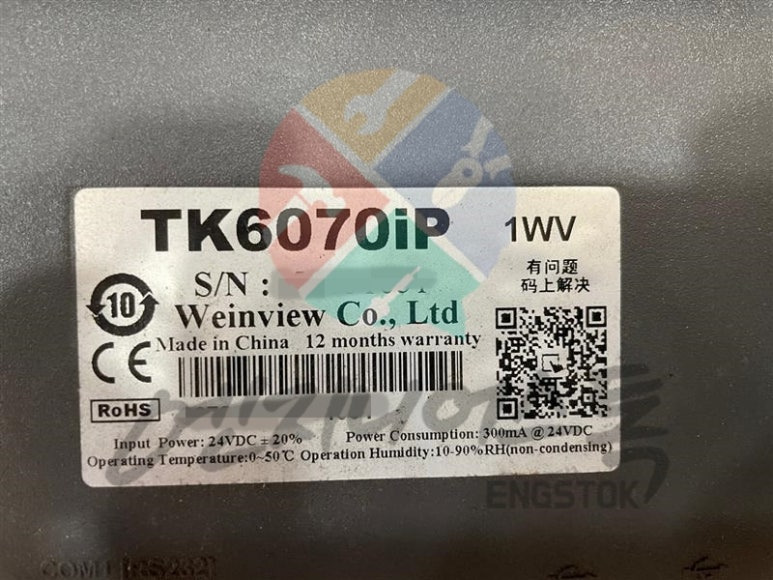 TK6070iP 1WV
S/N :
有问题
码上解决
10
Weinview Co., Ltd
Made in China 12 months warranty
CE
RoHS
Input Power: 24VDC ± 20% Power Consumption: 300mA @ 24VDC
Operating Temperature:0~50℃ Operation Humidity:10-90%RH(non-condensing)
ENGSTOK
COM1 [RS232]